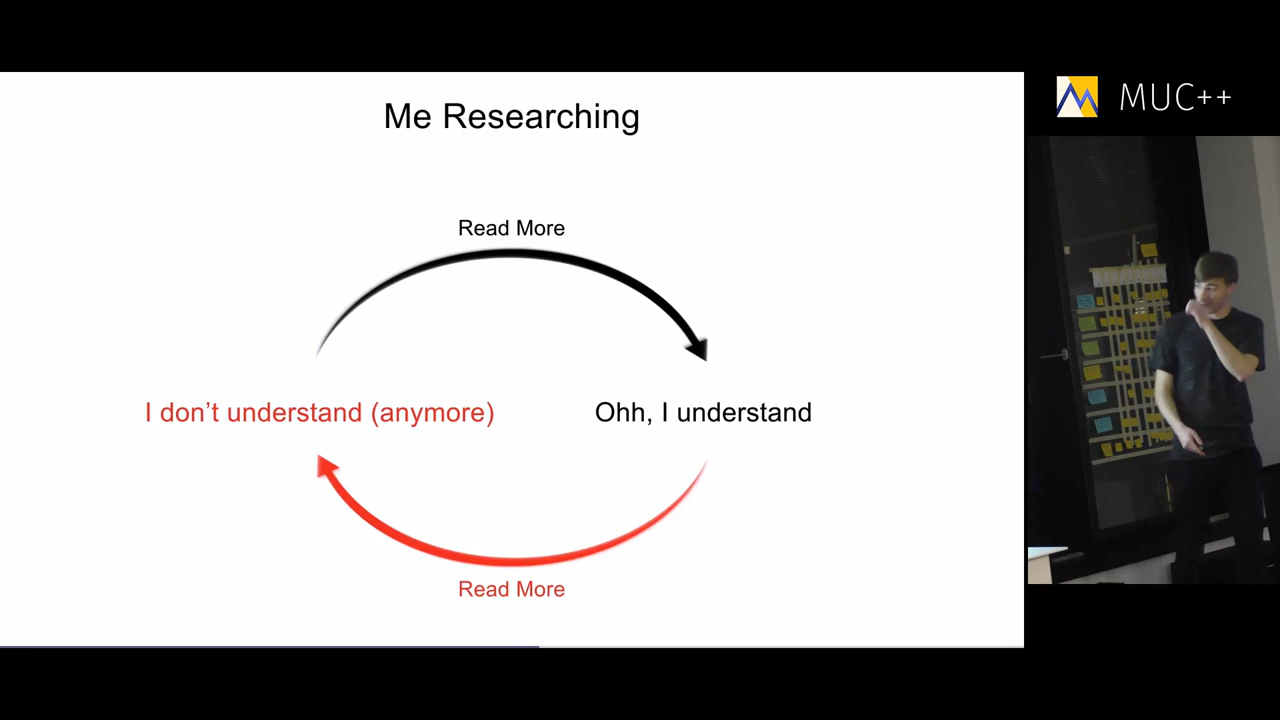 Me Researching
MUC++
Read More
I don't understand (anymore)
Ohh, I understand
Read More